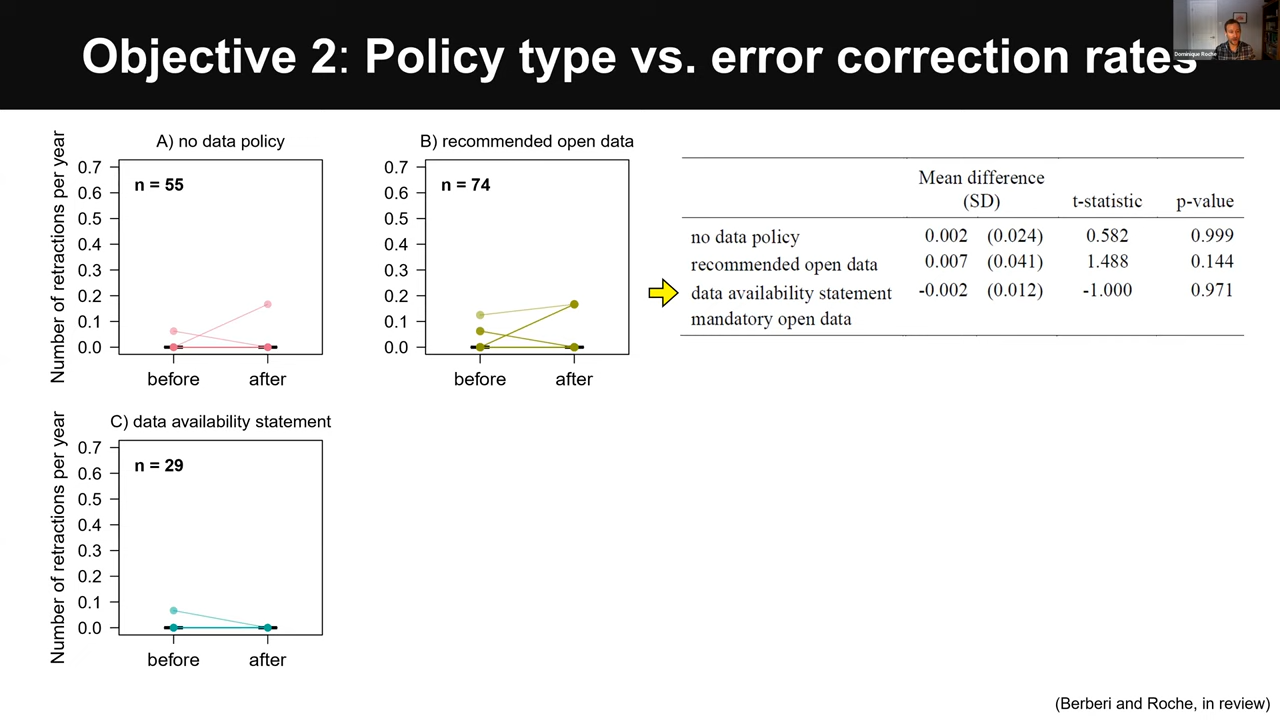 Objective 2: Policy type vs. error correction rates
Dominique Roche
A) no data policy
Number of retractions per year
0.7
0.6
0.5
0.4
0.3
0.2
0.1
0.0
n = 55
before after
B) recommended open data
0.7
0.6
0.5
0.4
0.3
0.2
0.1
0.0
n = 74
before after
Mean difference
(SD) t-statistic p-value
no data policy 0.002 (0.024) 0.582 0.999
recommended open data 0.007 (0.041) 1.488 0.144
data availability statement -0.002 (0.012) -1.000 0.971
mandatory open data
C) data availability statement
Number of retractions per year
0.7
0.6
0.5
0.4
0.3
0.2
0.1
0.0
n = 29
before after
(Berberi and Roche, in review)